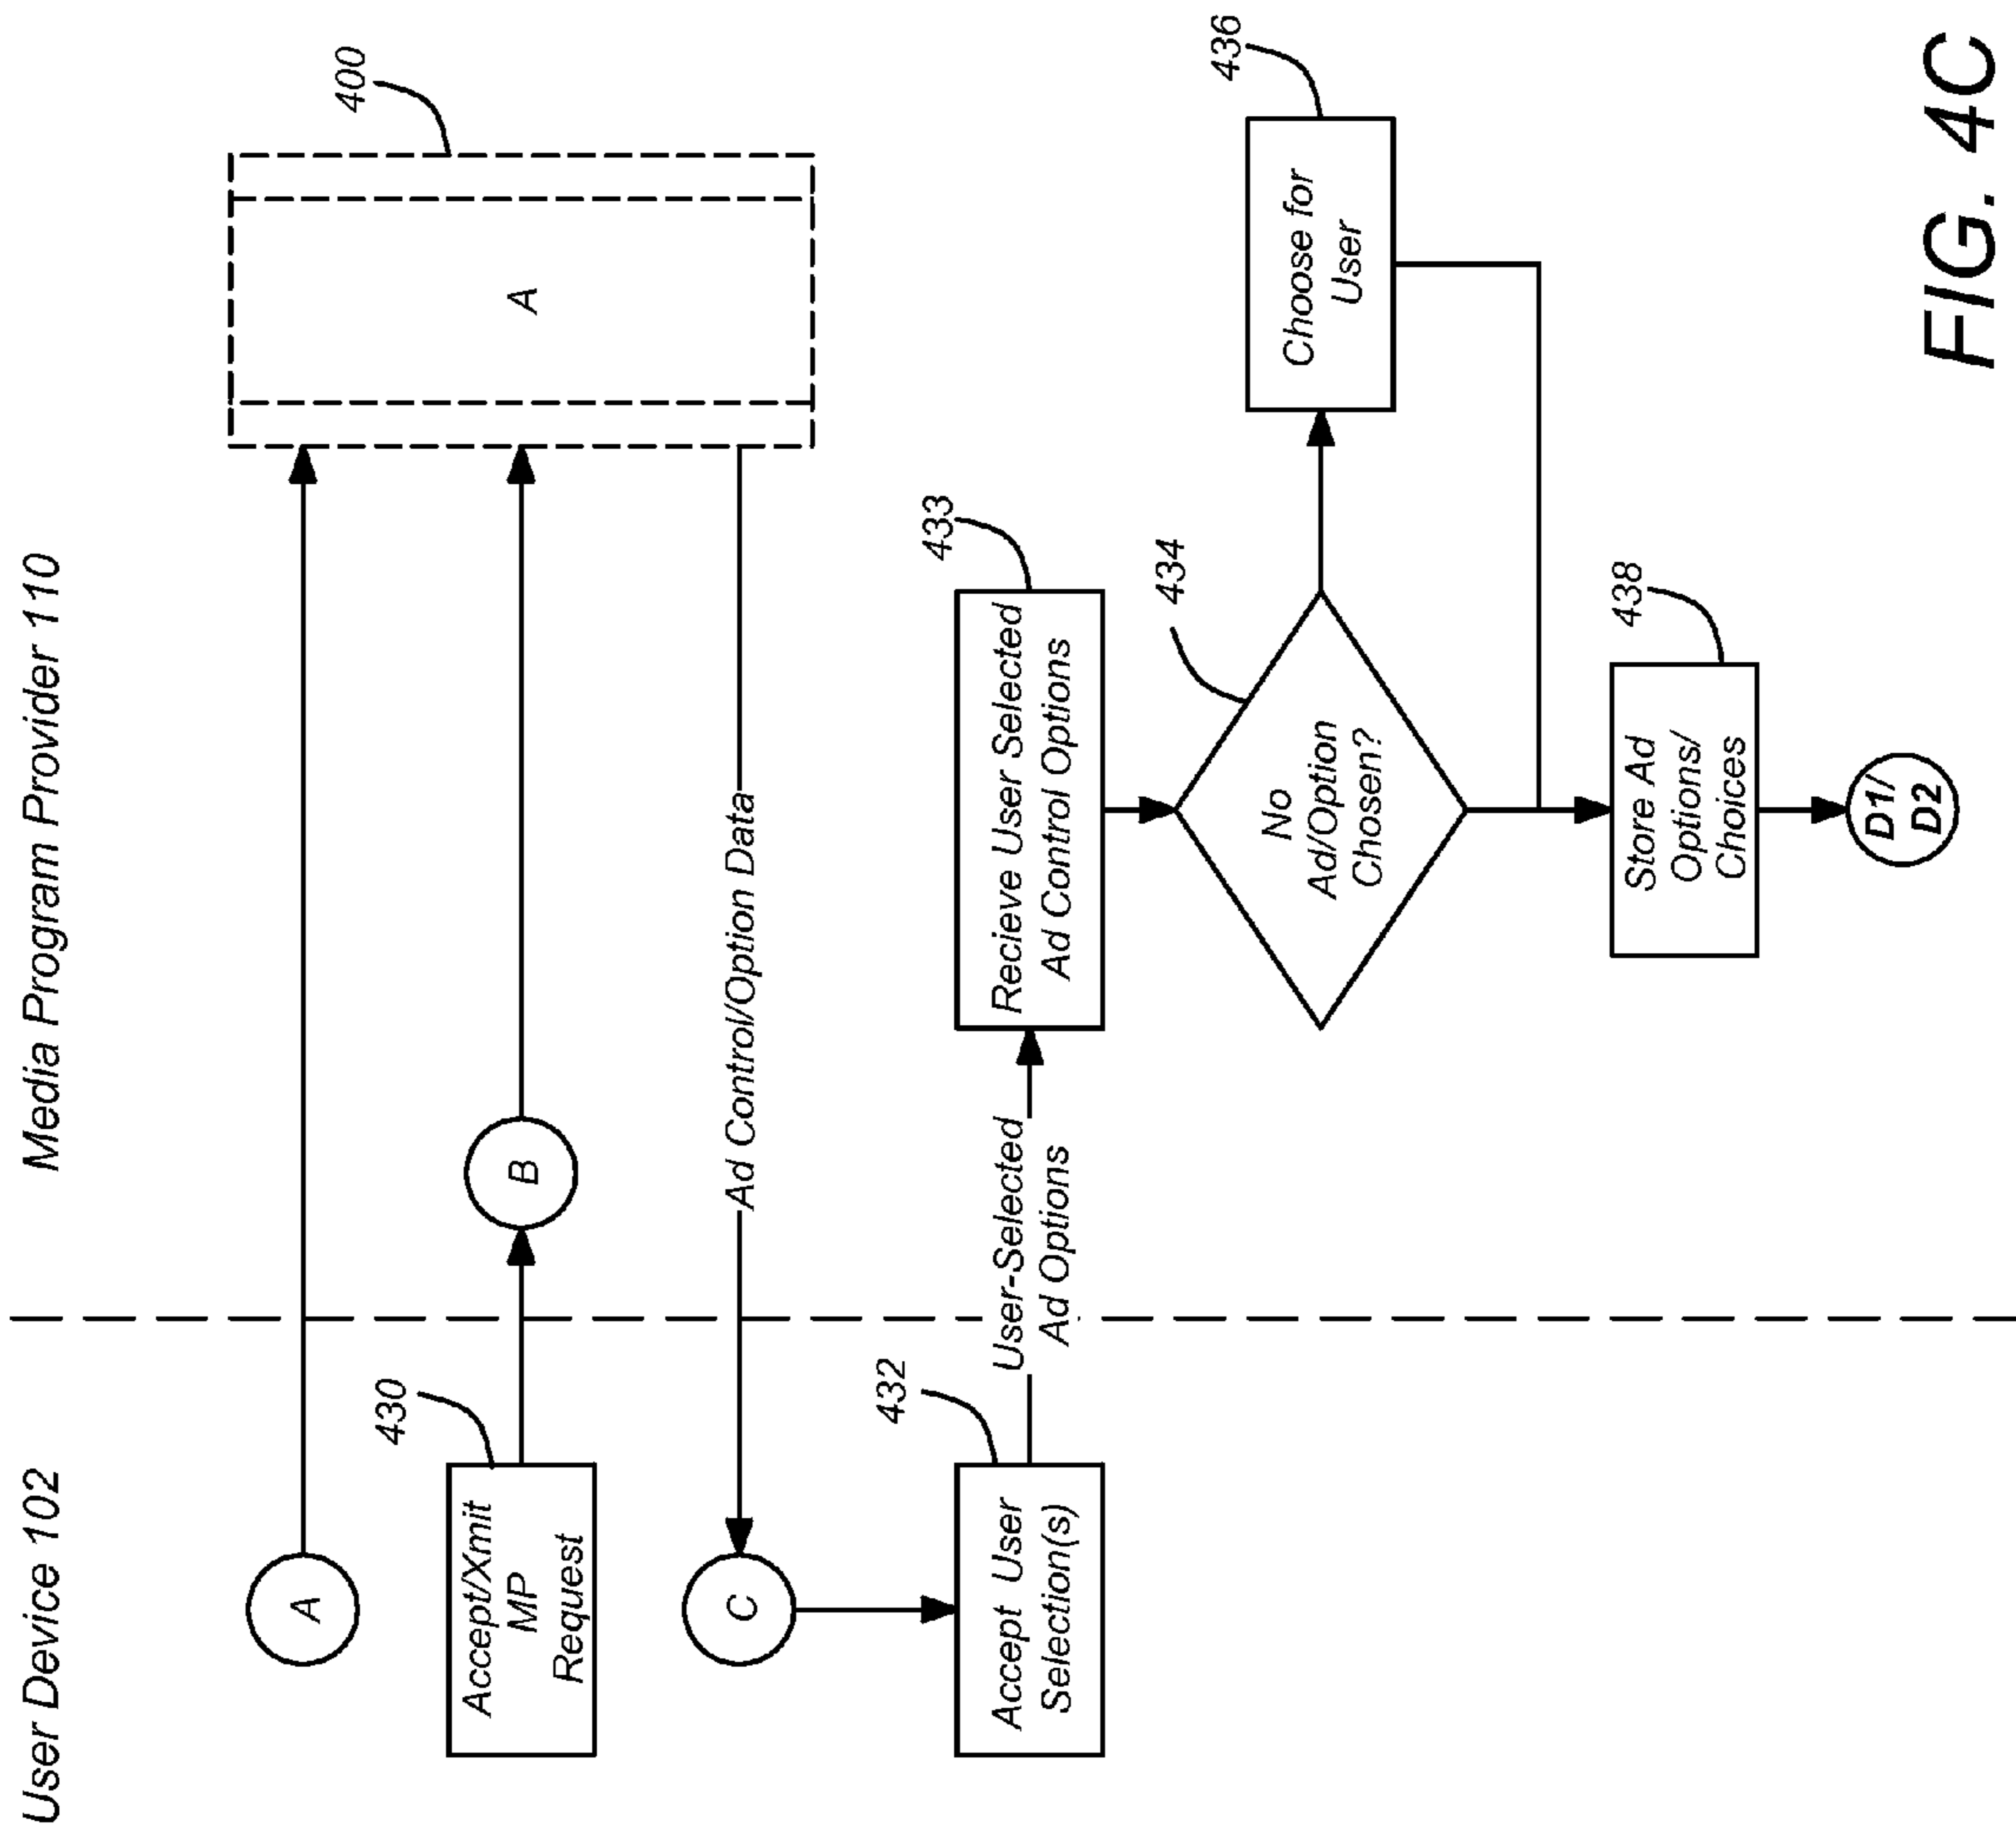 User Device 102
Media Program Provider 110
A
400
A
430
Accept/Xmit
MP
Request
B
Ad Control/Option Data
C
432
Accept User
Selection(s)
User-Selected
Ad Options
433
Recieve User Selected
Ad Control Options
434
No
Ad/Option
Chosen?
436
Choose for
User
438
Store Ad
Options/
Choices
D1/
D2
FIG. 4C